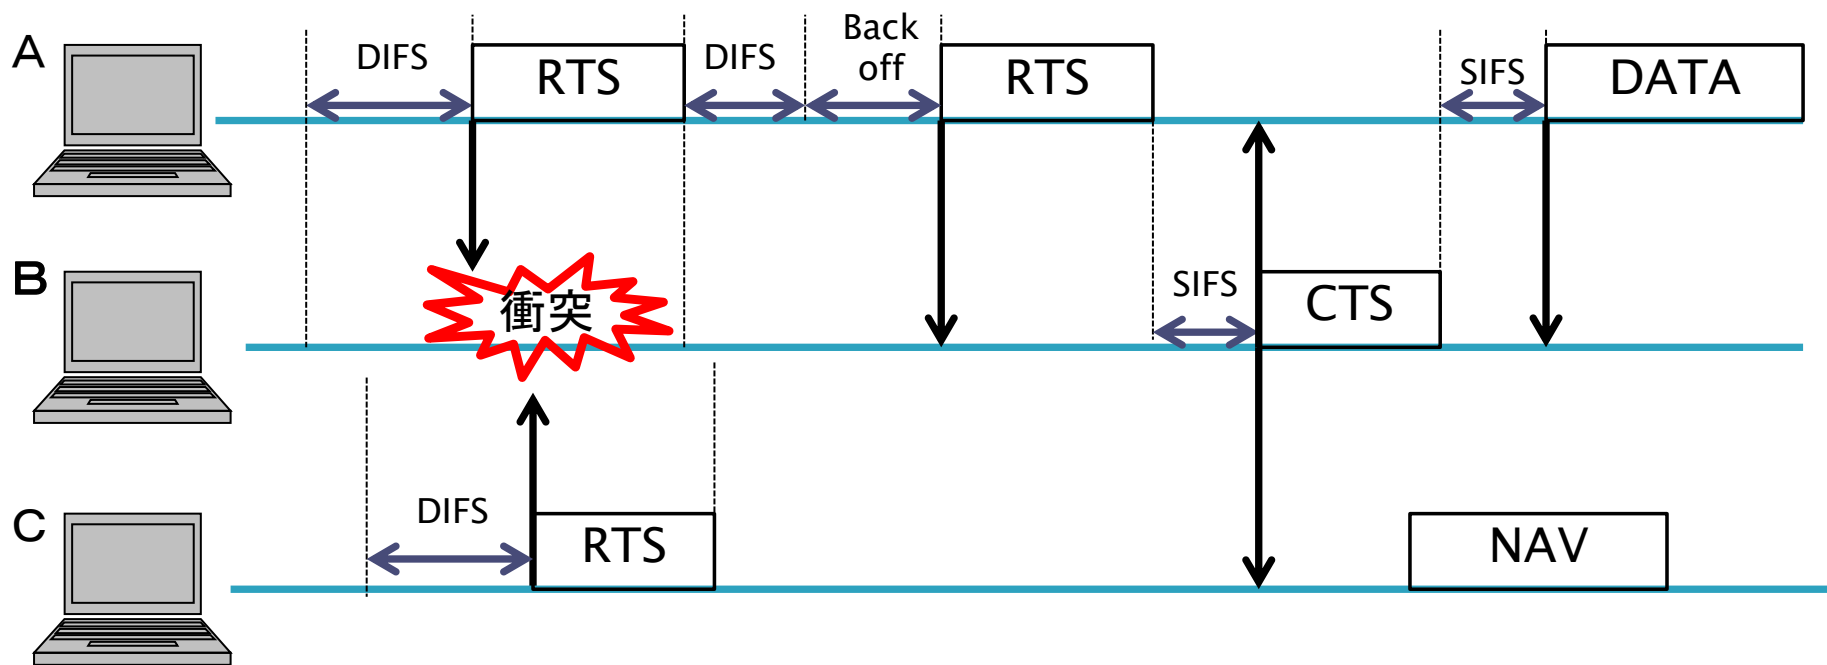 A
DIFS
RTS
DIFS
Back
off
RTS
SIFS
DATA
B
衝突
SIFS
CTS
C
DIFS
RTS
NAV